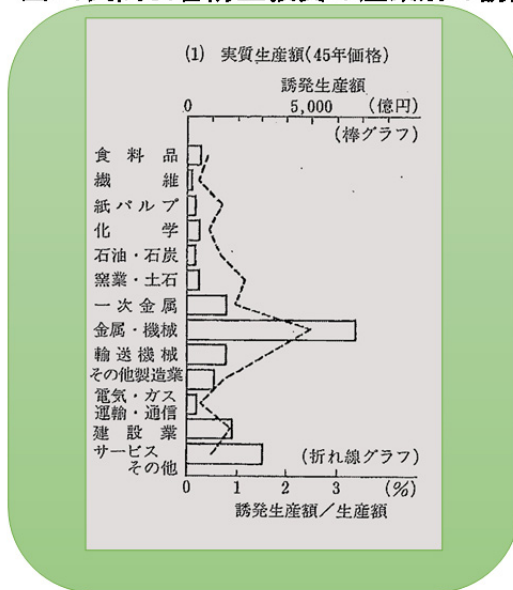 (1) 実質生産額(45年価格)
誘発生産額
0 5,000 (億円)
(棒グラフ)
食料品
繊維
紙パルプ
化学
石油・石炭
窯業・土石
一次金属
金属・機械
輸送機械
その他製造業
電気・ガス
運輸・通信
建設業
サービス
その他
(折れ線グラフ)
0 1 2 3 (%)
誘発生産額/生産額